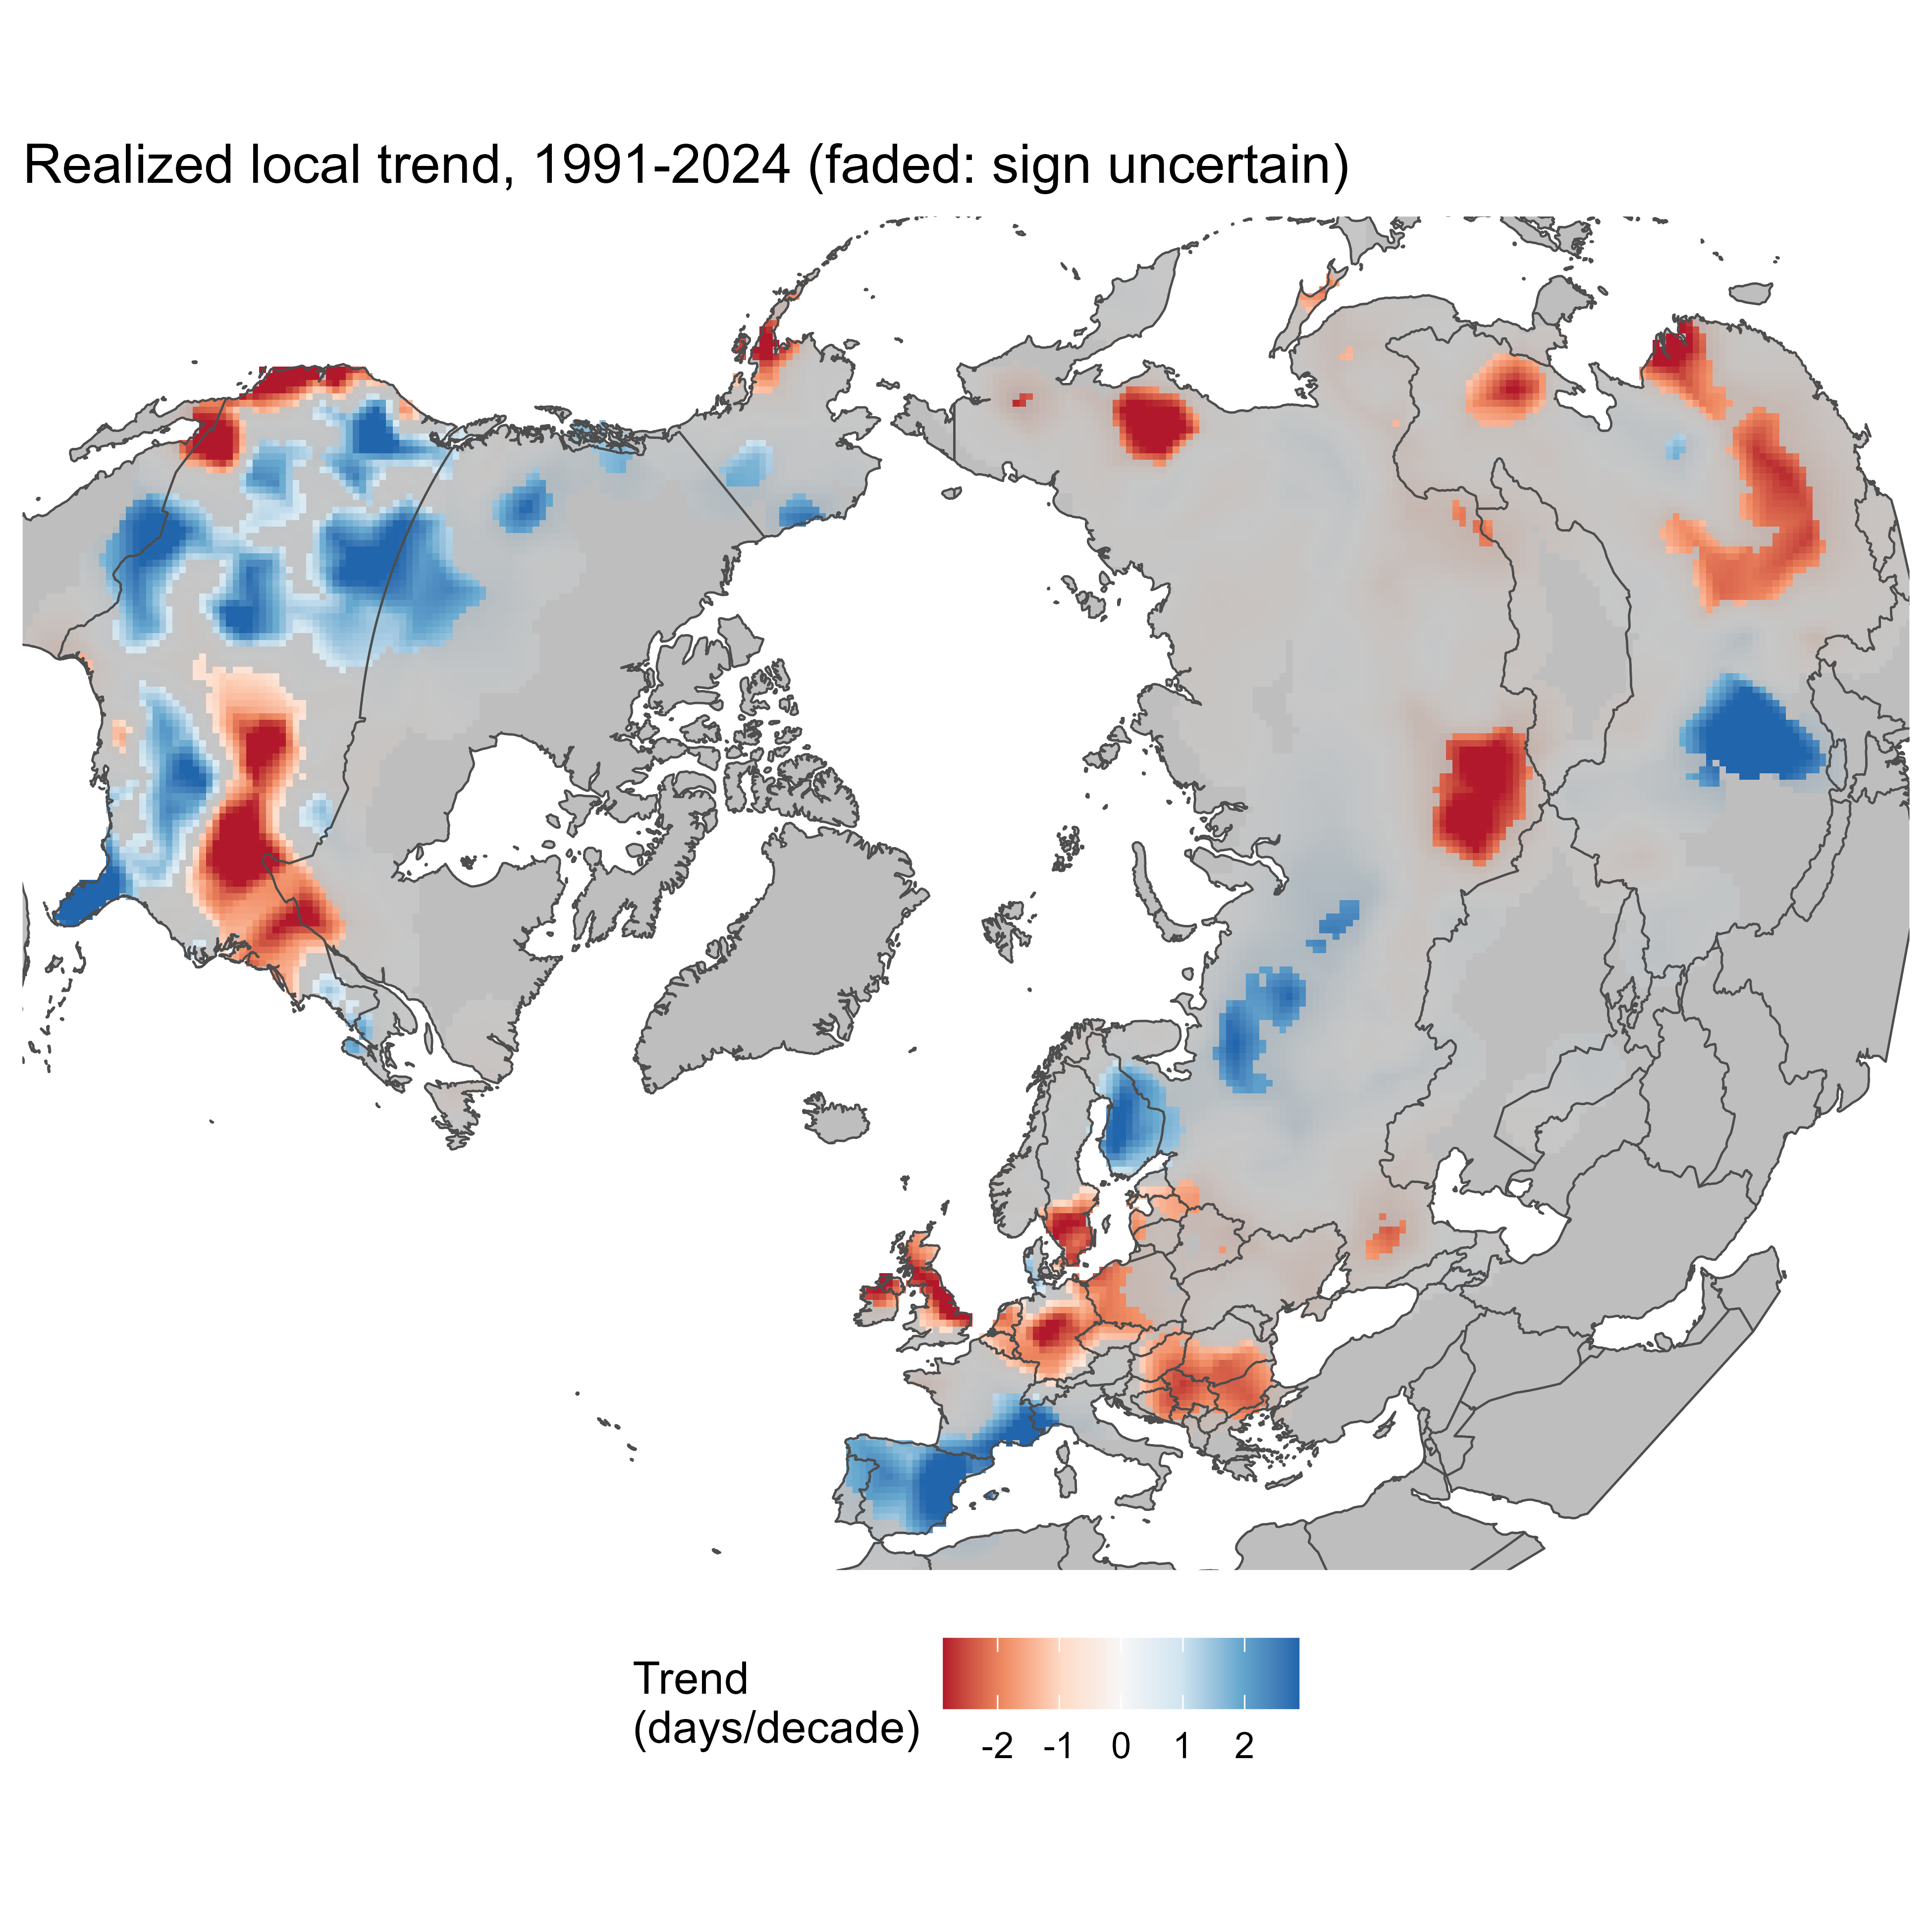 Realized local trend, 1991-2024 (faded: sign uncertain)
Trend
(days/decade)
-2 -1 0 1 2